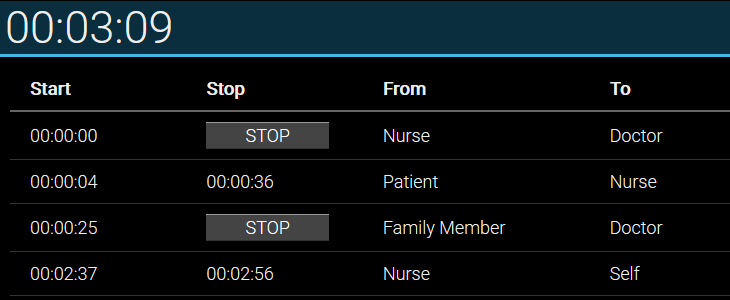 00:03:09
Start Stop From To
00:00:00 STOP Nurse Doctor
00:00:04 00:00:36 Patient Nurse
00:00:25 STOP Family Member Doctor
00:02:37 00:02:56 Nurse Self